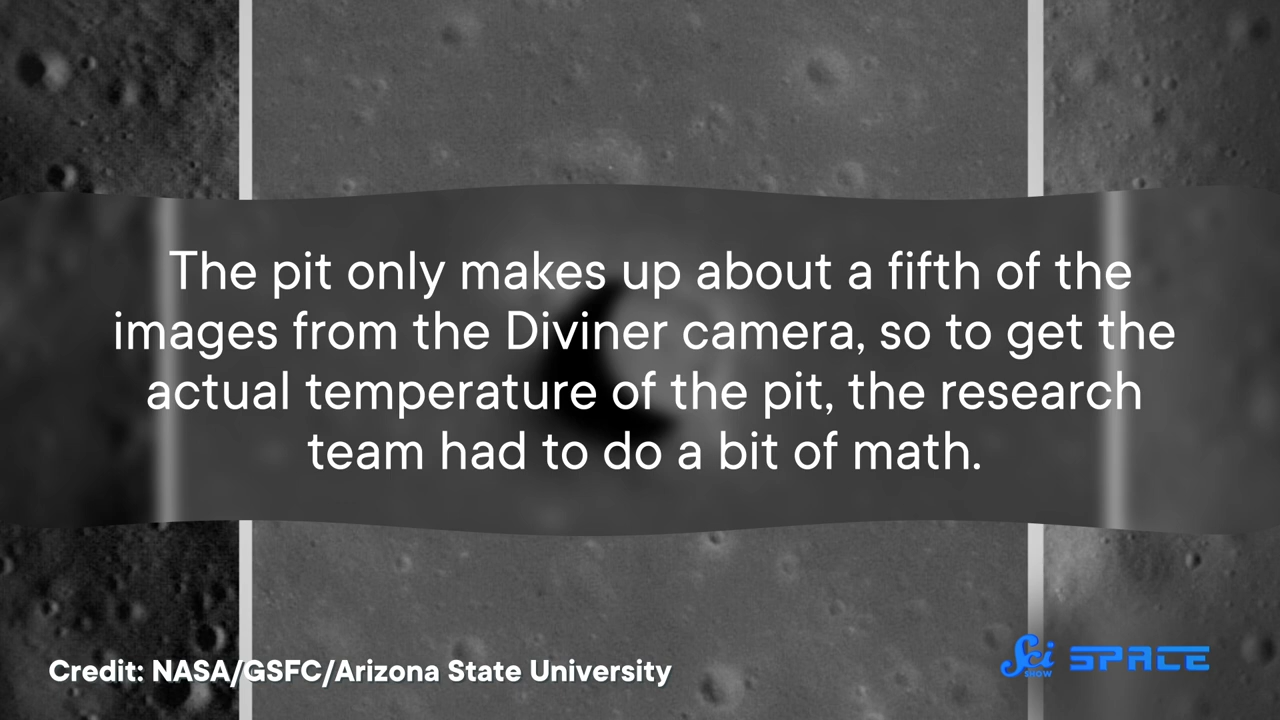 The pit only makes up about a fifth of the
images from the Diviner camera, so to get the
actual temperature of the pit, the research
team had to do a bit of math.
Credit: NASA/GSFC/Arizona State University
Sci SHOW SPACE